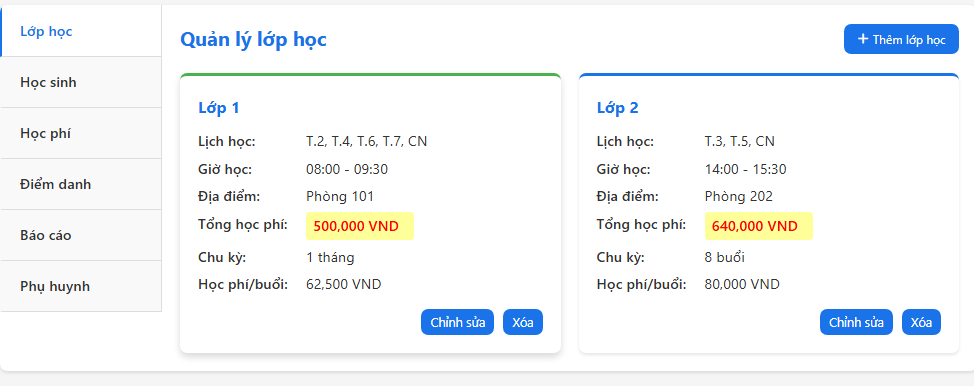 Lớp học
Học sinh
Học phí
Điểm danh
Báo cáo
Phụ huynh
Quản lý lớp học
+ Thêm lớp học
Lớp 1
Lịch học: T.2, T.4, T.6, T.7, CN
Giờ học: 08:00 - 09:30
Địa điểm: Phòng 101
Tổng học phí: 500,000 VND
Chu kỳ: 1 tháng
Học phí/buổi: 62,500 VND
Chỉnh sửa Xóa
Lớp 2
Lịch học: T.3, T.5, CN
Giờ học: 14:00 - 15:30
Địa điểm: Phòng 202
Tổng học phí: 640,000 VND
Chu kỳ: 8 buổi
Học phí/buổi: 80,000 VND
Chỉnh sửa Xóa